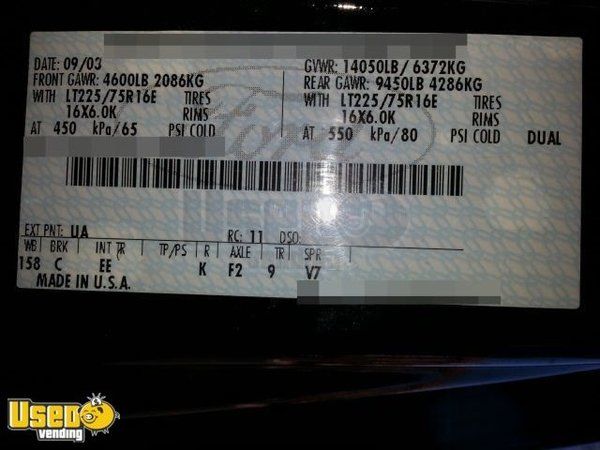 DATE: 09/03 GVWR: 14050LB/ 6372KG
FRONT GAWR: 4600LB 2086KG REAR GAWR: 9450LB 4286KG
WITH LT225/75R16E TIRES WITH LT225/75R16E TIRES
16X6.0K RIMS 16X6.0K RIMS
AT 450 kPa/65 PSI COLD AT 550 kPa/80 PSI COLD DUAL
Ford
EXT PNT: UA RC: 11 DSO:
WB BRK INT TR TP/PS R AXLE TR SPR
158 C EE K F2 9 V7
MADE IN U.S.A.
Used
vending